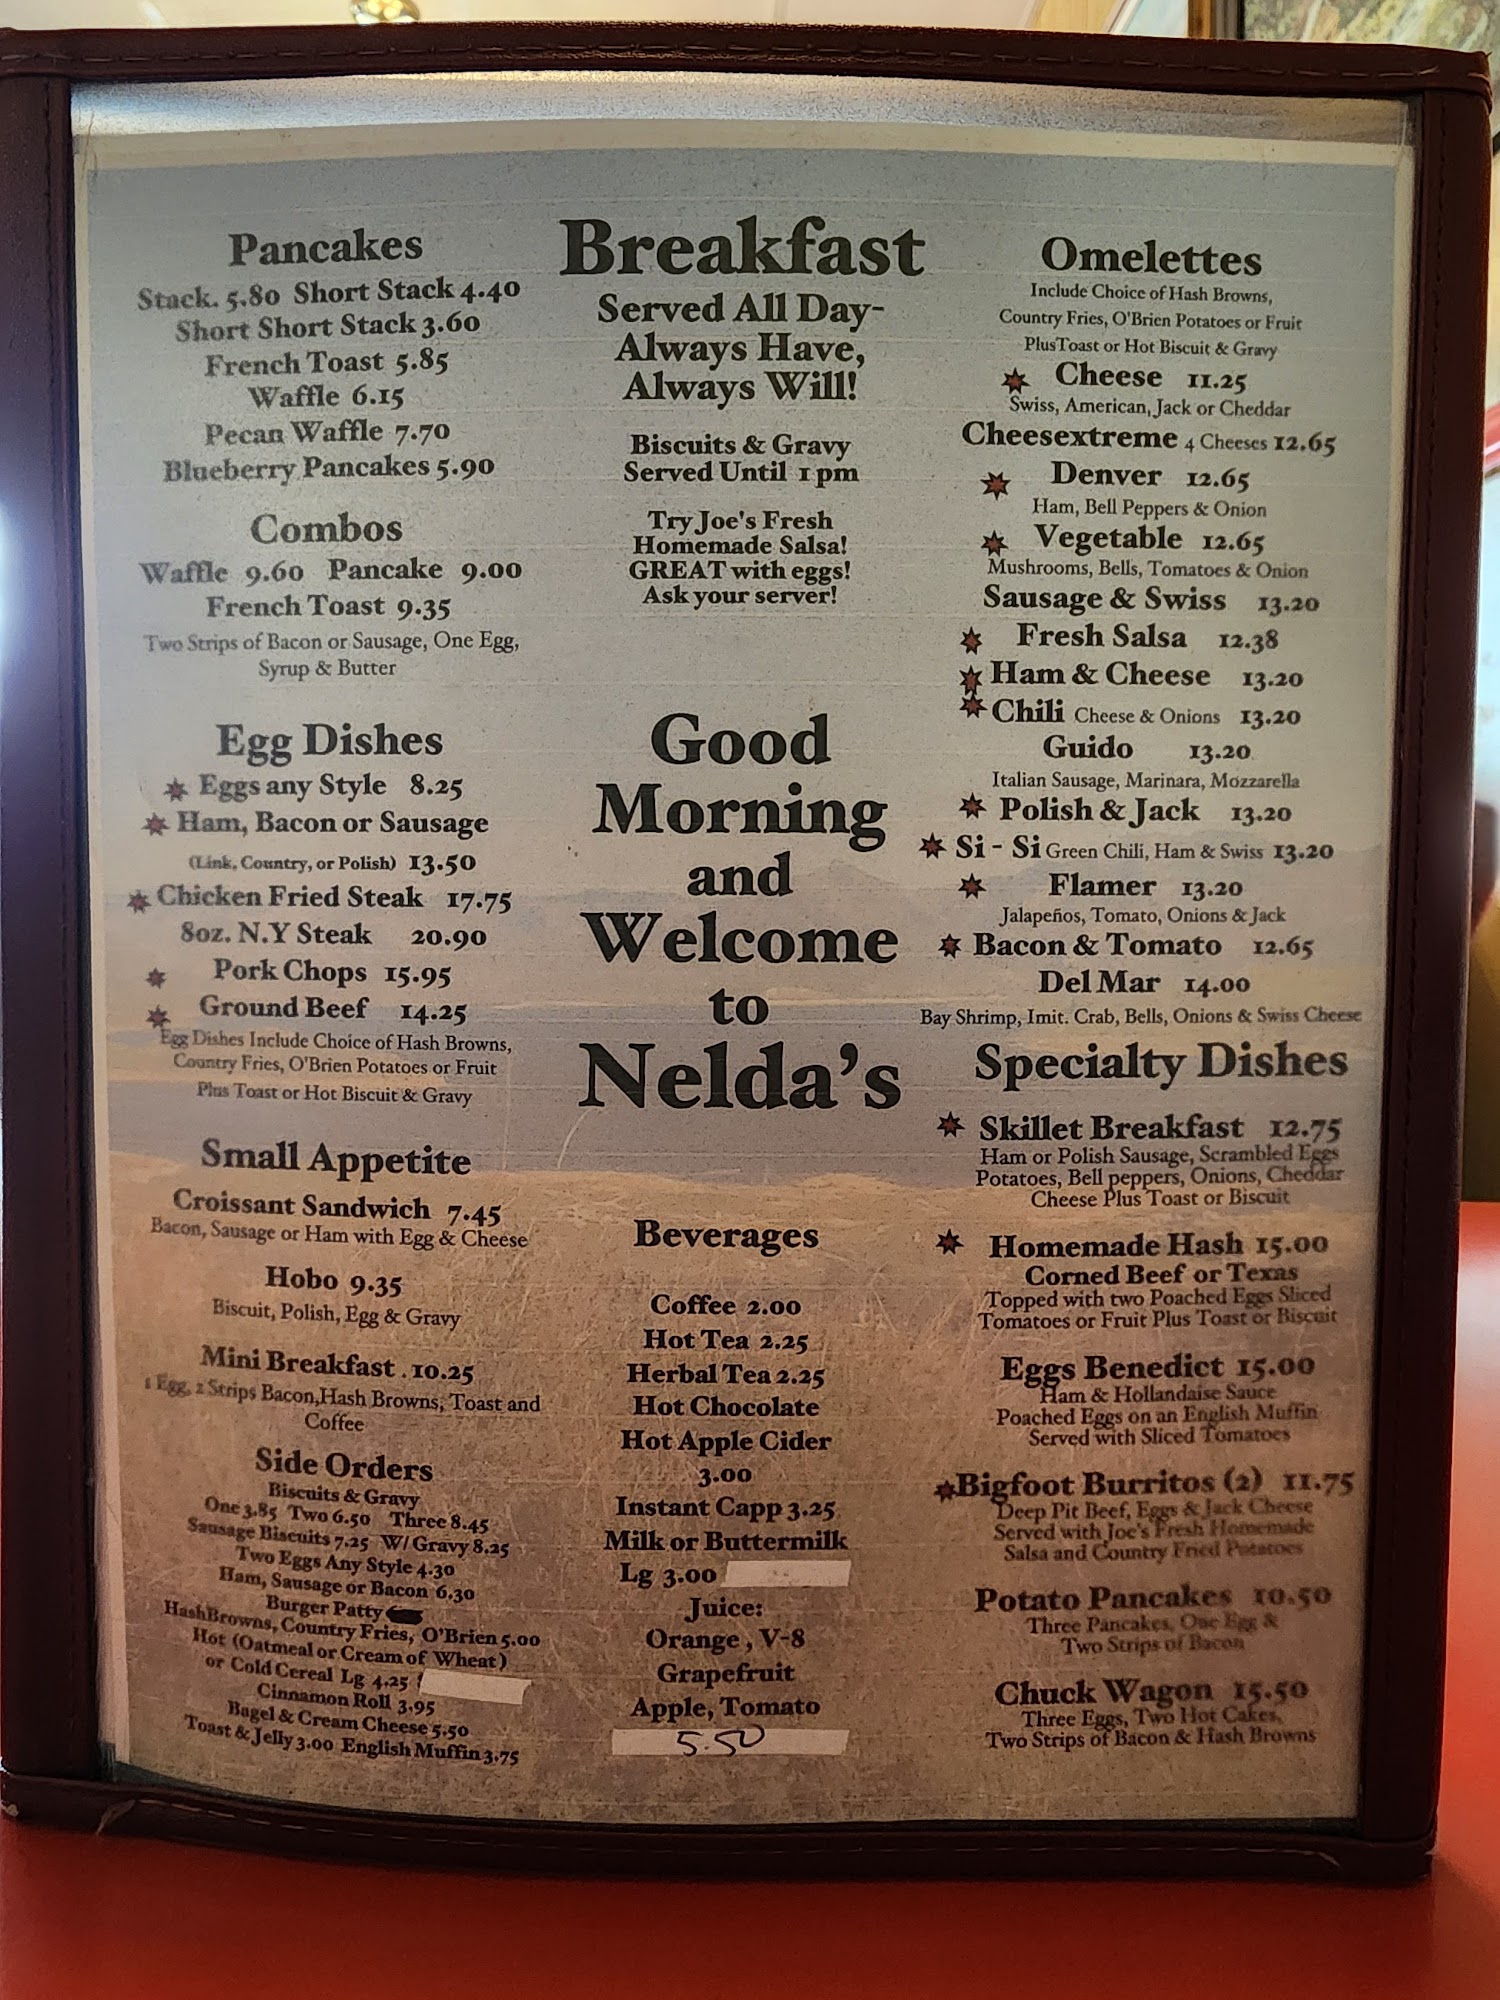 Pancakes
Stack. 5.80 Short Stack 4.40
Short Short Stack 3.60
French Toast 5.85
Waffle 6.15
Pecan Waffle 7.70
Blueberry Pancakes 5.90
Combos
Waffle 9.60 Pancake 9.00
French Toast 9.35
Two Strips of Bacon or Sausage, One Egg,
Syrup & Butter
Egg Dishes
Eggs any Style 8.25
Ham, Bacon or Sausage
(Link, Country, or Polish) 13.50
Chicken Fried Steak 17.75
8oz. N.Y Steak 20.90
Pork Chops 15.95
Ground Beef 14.25
Egg Dishes Include Choice of Hash Browns,
Country Fries, O'Brien Potatoes or Fruit
Plus Toast or Hot Biscuit & Gravy
Small Appetite
Croissant Sandwich 7.45
Bacon, Sausage or Ham with Egg & Cheese
Hobo 9.35
Biscuit, Polish, Egg & Gravy
Mini Breakfast . 10.25
1 Egg, 2 Strips Bacon,Hash Browns, Toast and
Coffee
Side Orders
Biscuits & Gravy
One 3.85 Two 6.50 Three 8.45
Sausage Biscuits 7.25 W/ Gravy 8.25
Two Eggs Any Style 4.30
Ham, Sausage or Bacon 6.30
Burger Patty
HashBrowns, Country Fries, O'Brien 5.00
Hot (Oatmeal or Cream of Wheat)
or Cold Cereal Lg 4.25
Cinnamon Roll 3.95
Bagel & Cream Cheese 5.50
Toast & Jelly 3.00 English Muffin 3.75
Breakfast
Served All Day-
Always Have,
Always Will!
Biscuits & Gravy
Served Until 1 pm
Try Joe's Fresh
Homemade Salsa!
GREAT with eggs!
Ask your server!
Good
Morning
and
Welcome
to
Nelda's
Beverages
Coffee 2.00
Hot Tea 2.25
Herbal Tea 2.25
Hot Chocolate
Hot Apple Cider
3.00
Instant Capp 3.25
Milk or Buttermilk
Lg 3.00
Juice:
Orange , V-8
Grapefruit
Apple, Tomato
5.50
Omelettes
Include Choice of Hash Browns,
Country Fries, O'Brien Potatoes or Fruit
PlusToast or Hot Biscuit & Gravy
Cheese 11.25
Swiss, American, Jack or Cheddar
Cheesextreme 4 Cheeses 12.65
Denver 12.65
Ham, Bell Peppers & Onion
Vegetable 12.65
Mushrooms, Bells, Tomatoes & Onion
Sausage & Swiss 13.20
Fresh Salsa 12.38
Ham & Cheese 13.20
Chili Cheese & Onions 13.20
Guido 13.20
Italian Sausage, Marinara, Mozzarella
Polish & Jack 13.20
Si - Si Green Chili, Ham & Swiss 13.20
Flamer 13.20
Jalapeños, Tomato, Onions & Jack
Bacon & Tomato 12.65
Del Mar 14.00
Bay Shrimp, Imit. Crab, Bells, Onions & Swiss Cheese
Specialty Dishes
Skillet Breakfast 12.75
Ham or Polish Sausage, Scrambled Eggs
Potatoes, Bell peppers, Onions, Cheddar
Cheese Plus Toast or Biscuit
Homemade Hash 15.00
Corned Beef or Texas
Topped with two Poached Eggs Sliced
Tomatoes or Fruit Plus Toast or Biscuit
Eggs Benedict 15.00
Ham & Hollandaise Sauce
Poached Eggs on an English Muffin
Served with Sliced Tomatoes
Bigfoot Burritos (2) 11.75
Deep Pit Beef, Eggs & Jack Cheese
Served with Joe's Fresh Homemade
Salsa and Country Fried Potatoes
Potato Pancakes 10.50
Three Pancakes, One Egg &
Two Strips of Bacon
Chuck Wagon 15.50
Three Eggs, Two Hot Cakes,
Two Strips of Bacon & Hash Browns